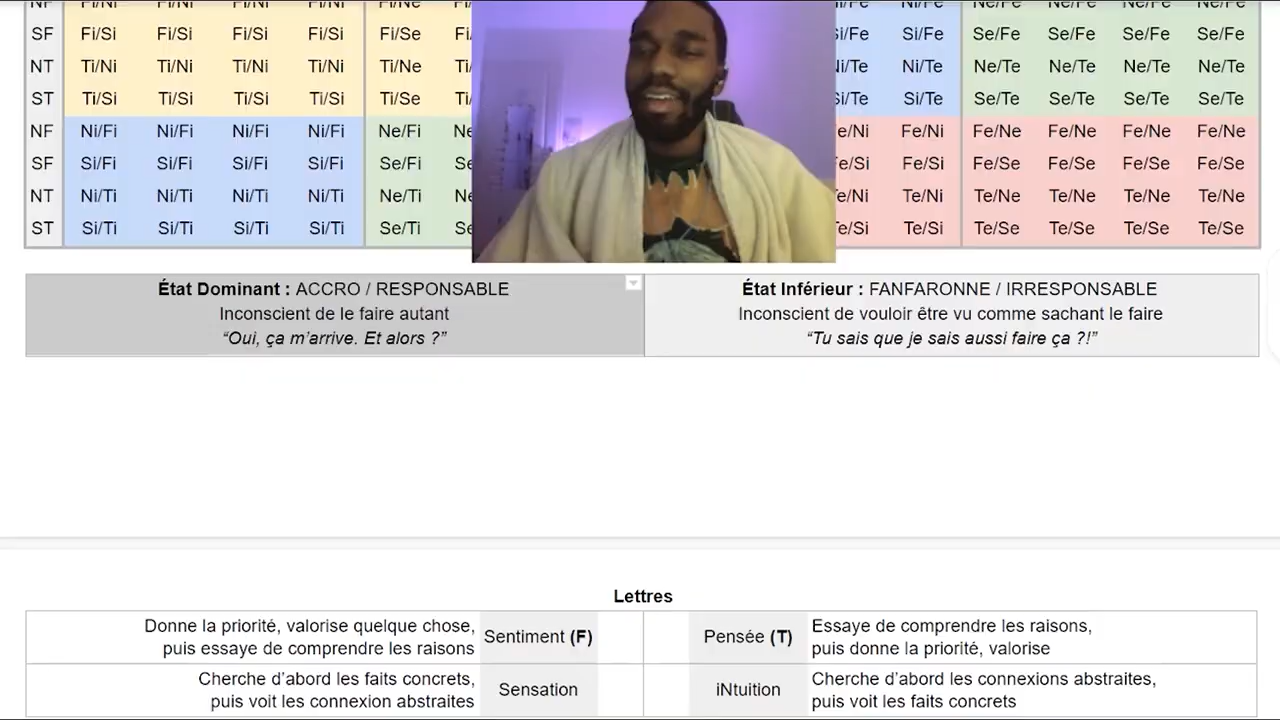 SF Fi/Si Fi/Si Fi/Si Fi/Si Fi/Se Si/Fe Se/Fe Se/Fe Se/Fe Se/Fe
NT Ti/Ni Ti/Ni Ti/Ni Ti/Ni Ti/Ne Ni/Te Ne/Te Ne/Te Ne/Te Ne/Te
ST Ti/Si Ti/Si Ti/Si Ti/Si Ti/Se Si/Te Se/Te Se/Te Se/Te Se/Te
NF Ni/Fi Ni/Fi Ni/Fi Ni/Fi Ne/Fi Fe/Ni Fe/Ne Fe/Ne Fe/Ne Fe/Ne
SF Si/Fi Si/Fi Si/Fi Si/Fi Se/Fi Fe/Si Fe/Se Fe/Se Fe/Se Fe/Se
NT Ni/Ti Ni/Ti Ni/Ti Ni/Ti Ne/Ti Te/Ni Te/Ne Te/Ne Te/Ne Te/Ne
ST Si/Ti Si/Ti Si/Ti Si/Ti Se/Ti Te/Si Te/Se Te/Se Te/Se Te/Se
État Dominant : ACCRO / RESPONSABLE
Inconscient de le faire autant
“Oui, ça m’arrive. Et alors ?”
État Inférieur : FANFARONNE / IRRESPONSABLE
Inconscient de vouloir être vu comme sachant le faire
“Tu sais que je sais aussi faire ça ?!”
Lettres
Donne la priorité, valorise quelque chose,
puis essaye de comprendre les raisons
Sentiment (F)
Pensée (T)
Essaye de comprendre les raisons,
puis donne la priorité, valorise
Cherche d’abord les faits concrets,
puis voit les connexion abstraites
Sensation
iNtuition
Cherche d’abord les connexions abstraites,
puis voit les faits concrets